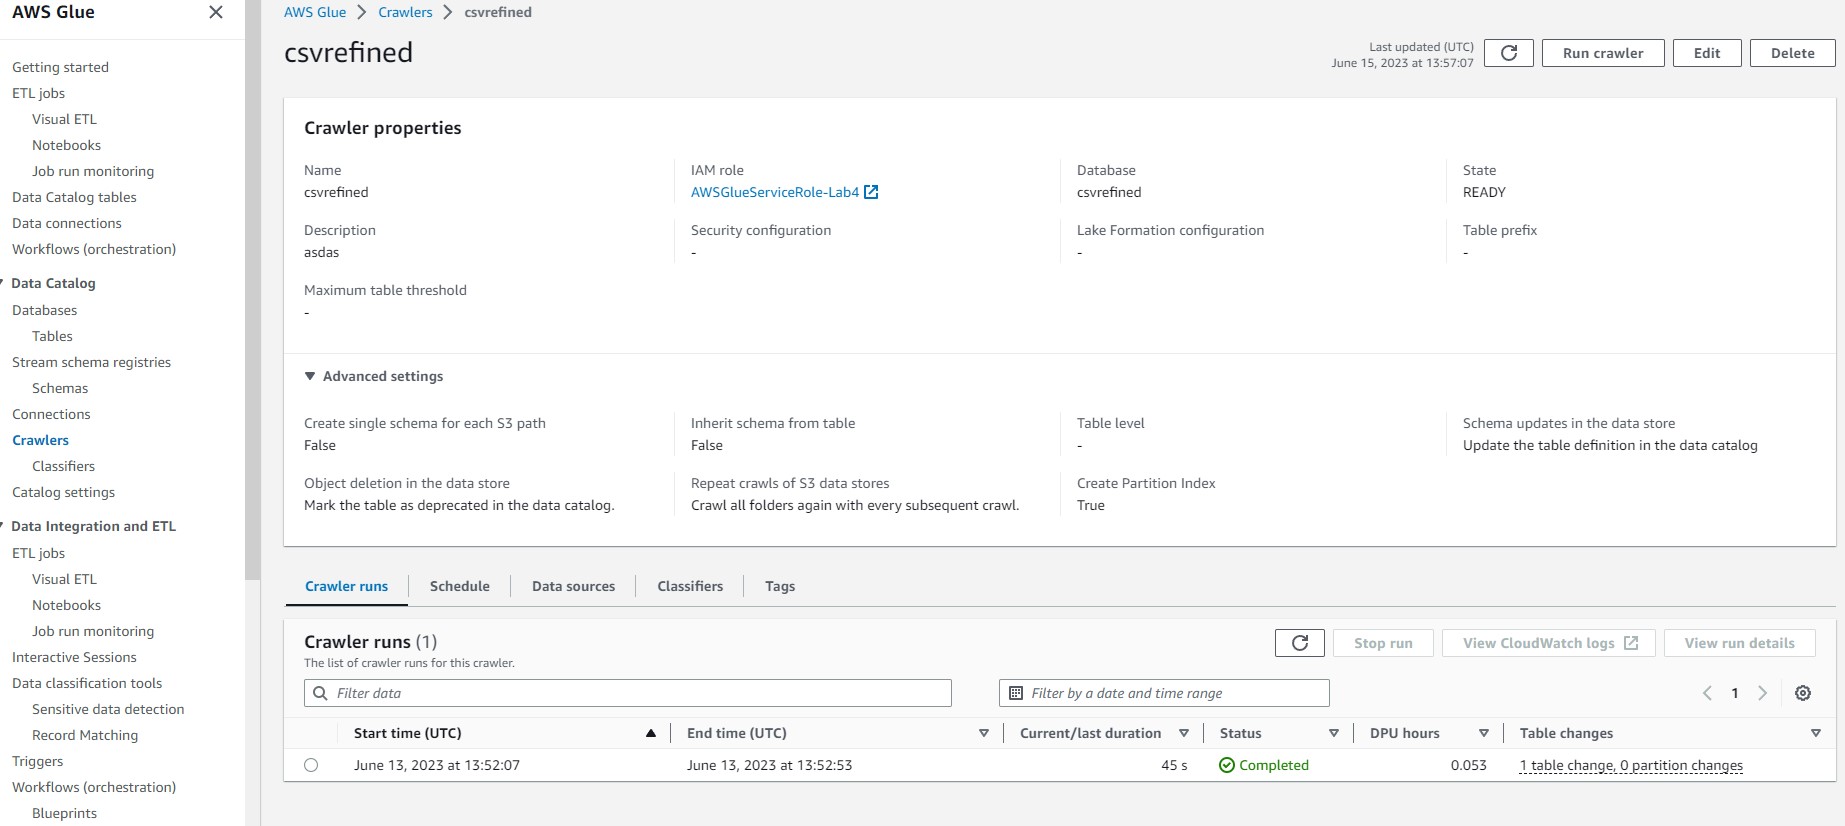 AWS Glue
Getting started
ETL jobs
Visual ETL
Notebooks
Job run monitoring
Data Catalog tables
Data connections
Workflows (orchestration)
Data Catalog
Databases
Tables
Stream schema registries
Schemas
Connections
Crawlers
Classifiers
Catalog settings
Data Integration and ETL
ETL jobs
Visual ETL
Notebooks
Job run monitoring
Interactive Sessions
Data classification tools
Sensitive data detection
Record Matching
Triggers
Workflows (orchestration)
Blueprints
AWS Glue > Crawlers > csvrefined
csvrefined
Last updated (UTC)
June 15, 2023 at 13:57:07
Run crawler
Edit
Delete
Crawler properties
Name
csvrefined
IAM role
AWSGlueServiceRole-Lab4
Database
csvrefined
State
READY
Description
asdas
Security configuration
-
Lake Formation configuration
-
Table prefix
-
Maximum table threshold
-
Advanced settings
Create single schema for each S3 path
False
Inherit schema from table
False
Table level
-
Schema updates in the data store
Update the table definition in the data catalog
Object deletion in the data store
Mark the table as deprecated in the data catalog.
Repeat crawls of S3 data stores
Crawl all folders again with every subsequent crawl.
Create Partition Index
True
Crawler runs
Schedule
Data sources
Classifiers
Tags
Crawler runs (1)
The list of crawler runs for this crawler.
Stop run
View CloudWatch logs
View run details
Filter data
Filter by a date and time range
1
Start time (UTC) End time (UTC) Current/last duration Status DPU hours Table changes
June 13, 2023 at 13:52:07 June 13, 2023 at 13:52:53 45 s Completed 0.053 1 table change, 0 partition changes